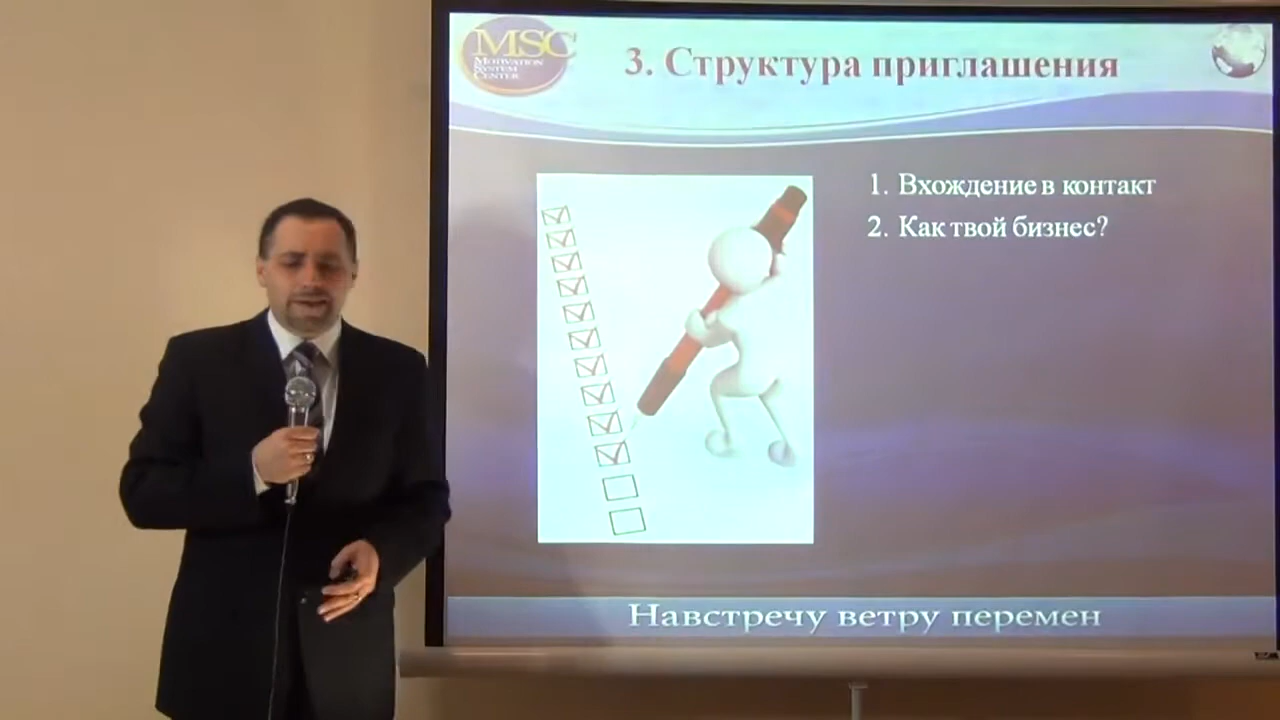 MSC
MOTIVATION
SYSTEM
CENTER
3. Структура приглашения
1. Вхождение в контакт
2. Как твой бизнес?
Навстречу ветру перемен